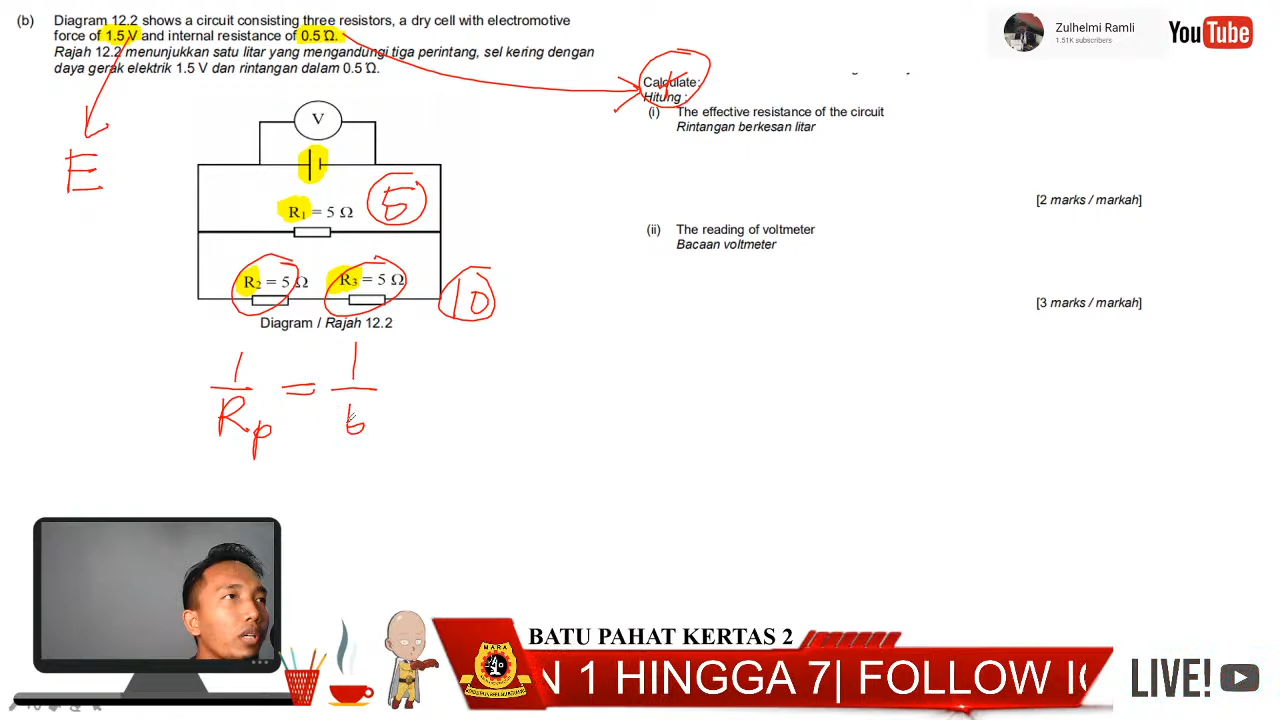 (b) Diagram 12.2 shows a circuit consisting three resistors, a dry cell with electromotive
force of 1.5 V and internal resistance of 0.5 Ω.
Rajah 12.2 menunjukkan satu litar yang mengandungi tiga perintang, sel kering dengan
daya gerak elektrik 1.5 V dan rintangan dalam 0.5 Ω.
E
V
R₁ = 5 Ω
5
R₂ = 5 Ω
R₃ = 5 Ω
10
Diagram / Rajah 12.2
1/Rp = 1/5
Zulhelmi Ramli
1.51K subscribers
YouTube
r
Calculate:
Hitung :
(i) The effective resistance of the circuit
Rintangan berkesan litar
[2 marks / markah]
(ii) The reading of voltmeter
Bacaan voltmeter
[3 marks / markah]
BATU PAHAT KERTAS 2
MARA
N 1 HINGGA 7| FOLLOW
LIVE!